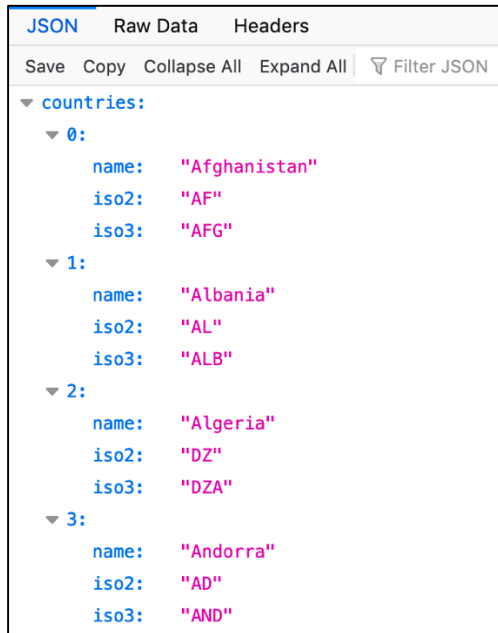 JSON Raw Data Headers
Save Copy Collapse All Expand All Filter JSON
countries:
0:
name: "Afghanistan"
iso2: "AF"
iso3: "AFG"
1:
name: "Albania"
iso2: "AL"
iso3: "ALB"
2:
name: "Algeria"
iso2: "DZ"
iso3: "DZA"
3:
name: "Andorra"
iso2: "AD"
iso3: "AND"